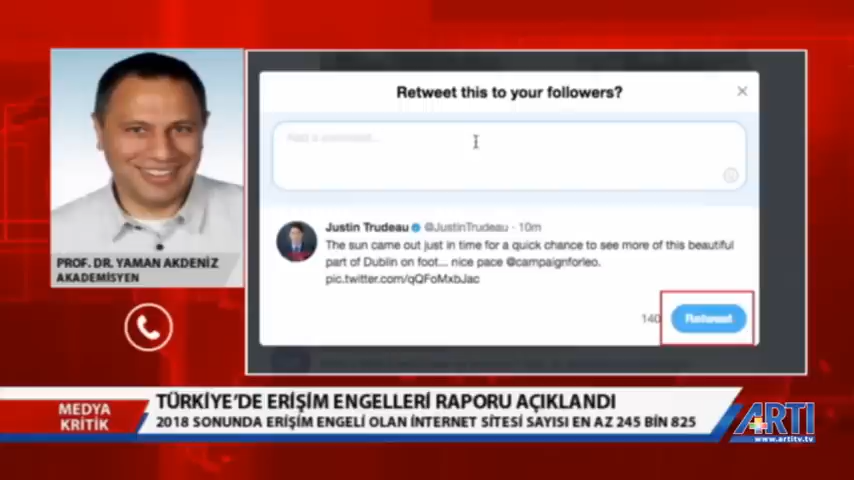 Retweet this to your followers?
Add a comment...
Justin Trudeau @JustinTrudeau · 10m
The sun came out just in time for a quick chance to see more of this beautiful
part of Dublin on foot... nice pace @campaignforleo.
pic.twitter.com/qQFoMxbJac
140
Retweet
PROF. DR. YAMAN AKDENİZ
AKADEMİSYEN
MEDYA
KRİTİK
TÜRKİYE'DE ERİŞİM ENGELLERİ RAPORU AÇIKLANDI
2018 SONUNDA ERİŞİM ENGELİ OLAN İNTERNET SİTESİ SAYISI EN AZ 245 BİN 825
ARTI
www.artitv.tv